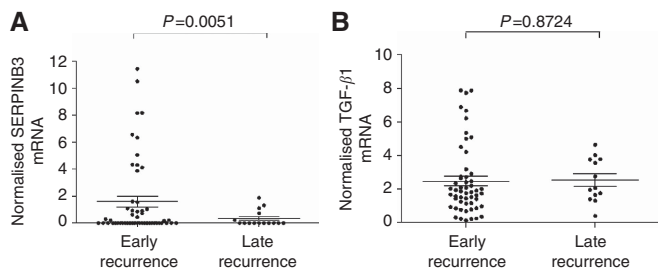 A
P=0.0051
Normalised SERPINB3
mRNA
12
10
8
6
4
2
0
Early
recurrence
Late
recurrence
B
P=0.8724
Normalised TGF-β1
mRNA
10
8
6
4
2
0
Early
recurrence
Late
recurrence